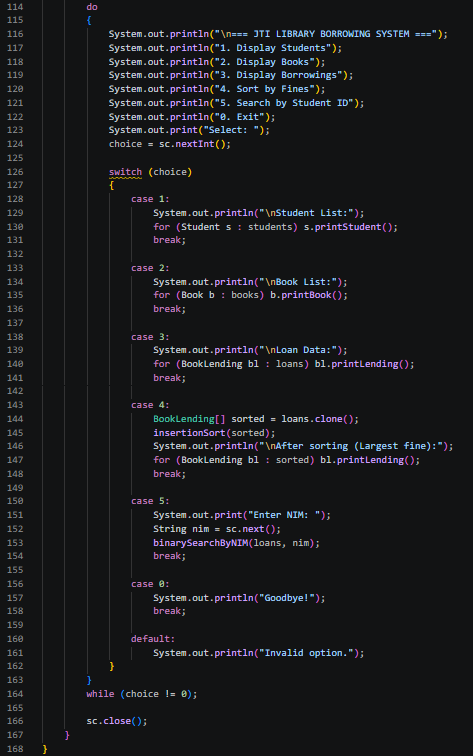 114 do
115 {
116 System.out.println("\n=== JTI LIBRARY BORROWING SYSTEM ===");
117 System.out.println("1. Display Students");
118 System.out.println("2. Display Books");
119 System.out.println("3. Display Borrowings");
120 System.out.println("4. Sort by Fines");
121 System.out.println("5. Search by Student ID");
122 System.out.println("0. Exit");
123 System.out.print("Select: ");
124 choice = sc.nextInt();
125
126 switch (choice)
127 {
128 case 1:
129 System.out.println("\nStudent List:");
130 for (Student s : students) s.printStudent();
131 break;
132
133 case 2:
134 System.out.println("\nBook List:");
135 for (Book b : books) b.printBook();
136 break;
137
138 case 3:
139 System.out.println("\nLoan Data:");
140 for (BookLending bl : loans) bl.printLending();
141 break;
142
143 case 4:
144 BookLending[] sorted = loans.clone();
145 insertionSort(sorted);
146 System.out.println("\nAfter sorting (Largest fine):");
147 for (BookLending bl : sorted) bl.printLending();
148 break;
149
150 case 5:
151 System.out.print("Enter NIM: ");
152 String nim = sc.next();
153 binarySearchByNIM(loans, nim);
154 break;
155
156 case 0:
157 System.out.println("Goodbye!");
158 break;
159
160 default:
161 System.out.println("Invalid option.");
162 }
163 }
164 while (choice != 0);
165
166 sc.close();
167 }
168 }